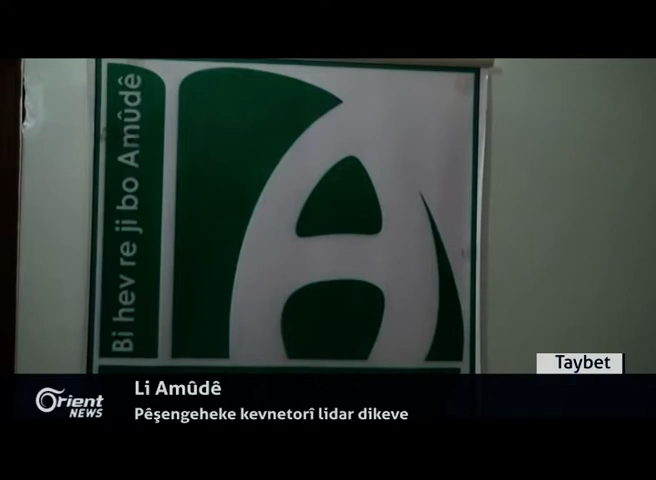 Bi hev re ji bo Amûdê
Taybet
Orient
NEWS
Li Amûdê
Pêşengeheke kevnetorî lidar dikeve